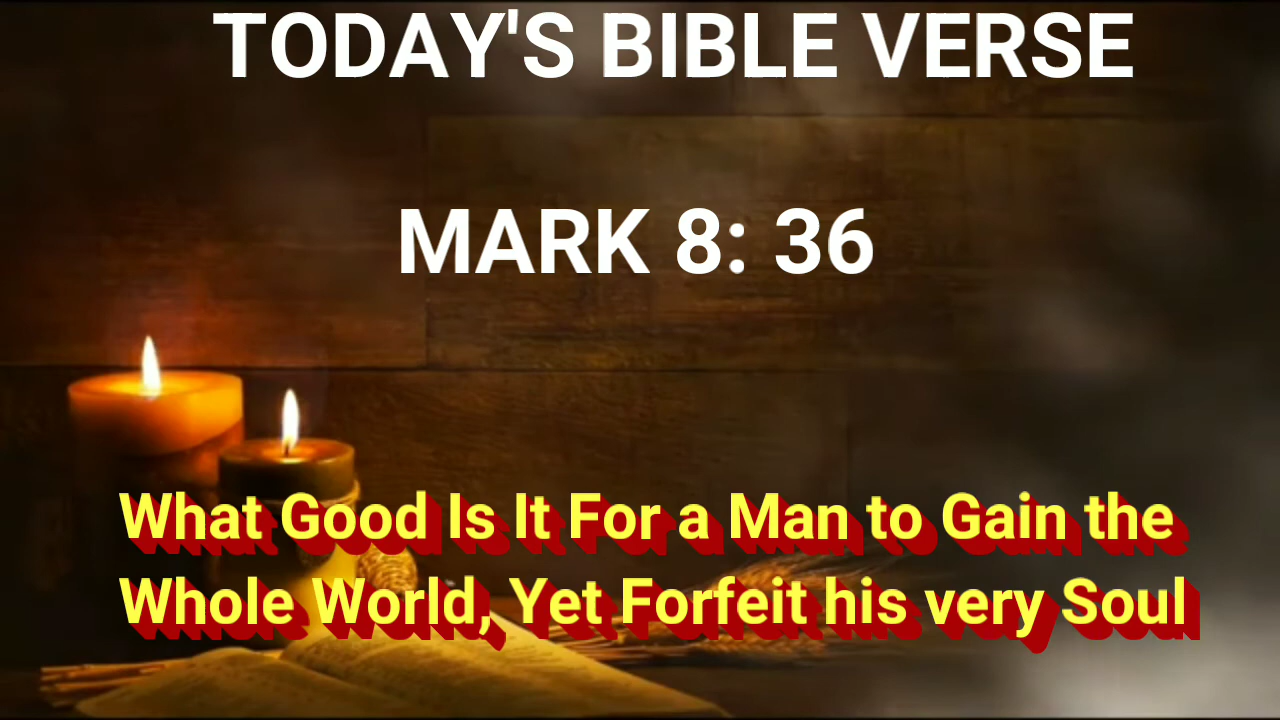 TODAY'S BIBLE VERSE
MARK 8: 36
What Good Is It For a Man to Gain the
Whole World, Yet Forfeit his very Soul